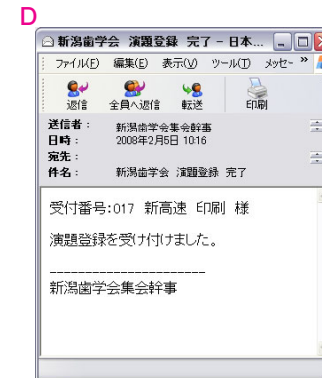 D
新潟歯学会 演題登録 完了 - 日本...
ファイル(F) 編集(E) 表示(V) ツール(T) メッセー »
返信 全員へ返信 転送 印刷
送信者： 新潟歯学会集会幹事
日時： 2008年2月5日 10:16
宛先：
件名： 新潟歯学会 演題登録 完了
受付番号:017 新高速 印刷 様
演題登録を受け付けました。
----------------------
新潟歯学会集会幹事